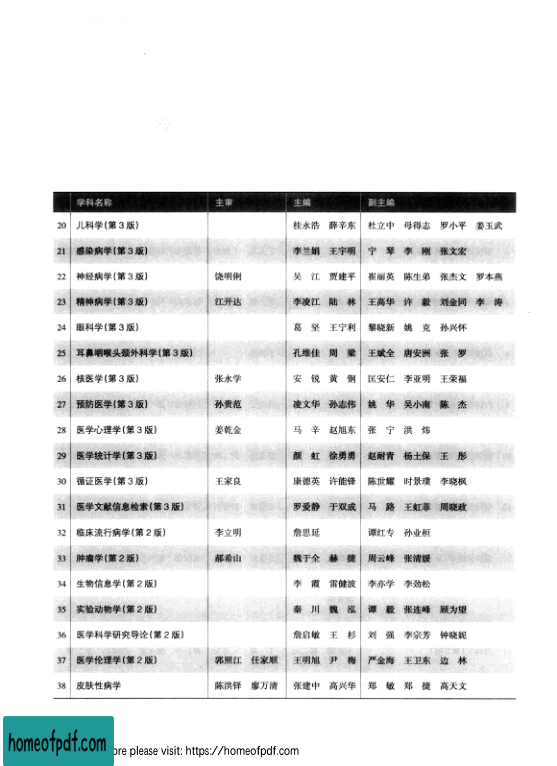 学科名称 主审 主编 副主编
20 儿科学(第3版) 桂永浩 薛辛东 杜立中 母得志 罗小平 姜玉武
21 感染病学(第3版) 李兰娟 王宇明 宁 琴 李 刚 张文宏
22 神经病学(第3版) 饶明俐 吴 江 贾建平 崔丽英 陈生弟 张杰文 罗本燕
23 精神病学(第3版) 江开达 李凌江 陆 林 王高华 许 毅 刘金同 李 涛
24 眼科学(第3版) 葛 坚 王宁利 黎晓新 姚 克 孙兴怀
25 耳鼻咽喉头颈外科学(第3版) 孔维佳 周 梁 王斌全 唐安洲 张 罗
26 核医学(第3版) 张永学 安 锐 黄 钢 匡安仁 李亚明 王荣福
27 预防医学(第3版) 孙贵范 凌文华 孙志伟 姚 华 吴小南 陈 杰
28 医学心理学(第3版) 姜乾金 马 辛 赵旭东 张 宁 洪 炜
29 医学统计学(第3版) 颜 虹 徐勇勇 赵耐青 杨土保 王 彤
30 循证医学(第3版) 王家良 康德英 许能锋 陈世耀 时景璞 李晓枫
31 医学文献信息检索(第3版) 罗爱静 于双成 马 路 王虹菲 周晓政
32 临床流行病学(第2版) 李立明 詹思延 谭红专 孙业桓
33 肿瘤学(第2版) 郝希山 魏于全 赫 捷 周云峰 张清媛
34 生物信息学(第2版) 李 霞 雷健波 李亦学 李劲松
35 实验动物学(第2版) 秦 川 魏 泓 谭 毅 张连峰 顾为望
36 医学科学研究导论(第2版) 詹启敏 王 杉 刘 强 李宗芳 钟晓妮
37 医学伦理学(第2版) 郭照江 任家顺 王明旭 尹 梅 严金海 王卫东 边 林
38 皮肤性病学 陈洪铎 廖万清 张建中 高兴华 郑 敏 郑 捷 高天文
homeofpdf.com ore please visit: https://homeofpdf.com